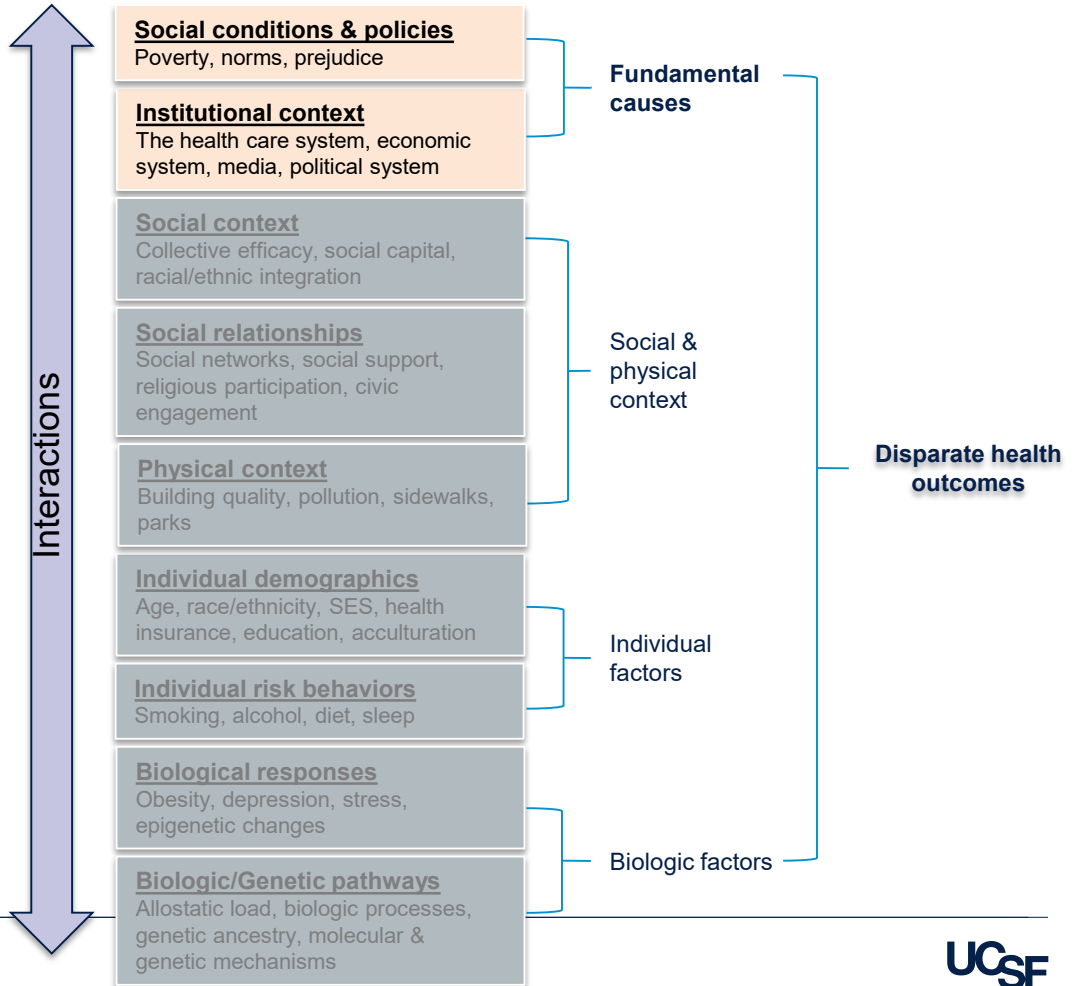 Interactions
Social conditions & policies
Poverty, norms, prejudice
Institutional context
The health care system, economic
system, media, political system
Fundamental
causes
Social context
Collective efficacy, social capital,
racial/ethnic integration
Social relationships
Social networks, social support,
religious participation, civic
engagement
Physical context
Building quality, pollution, sidewalks,
parks
Social &
physical
context
Individual demographics
Age, race/ethnicity, SES, health
insurance, education, acculturation
Individual risk behaviors
Smoking, alcohol, diet, sleep
Individual
factors
Biological responses
Obesity, depression, stress,
epigenetic changes
Biologic/Genetic pathways
Allostatic load, biologic processes,
genetic ancestry, molecular &
genetic mechanisms
Biologic factors
Disparate health
outcomes
UCSF